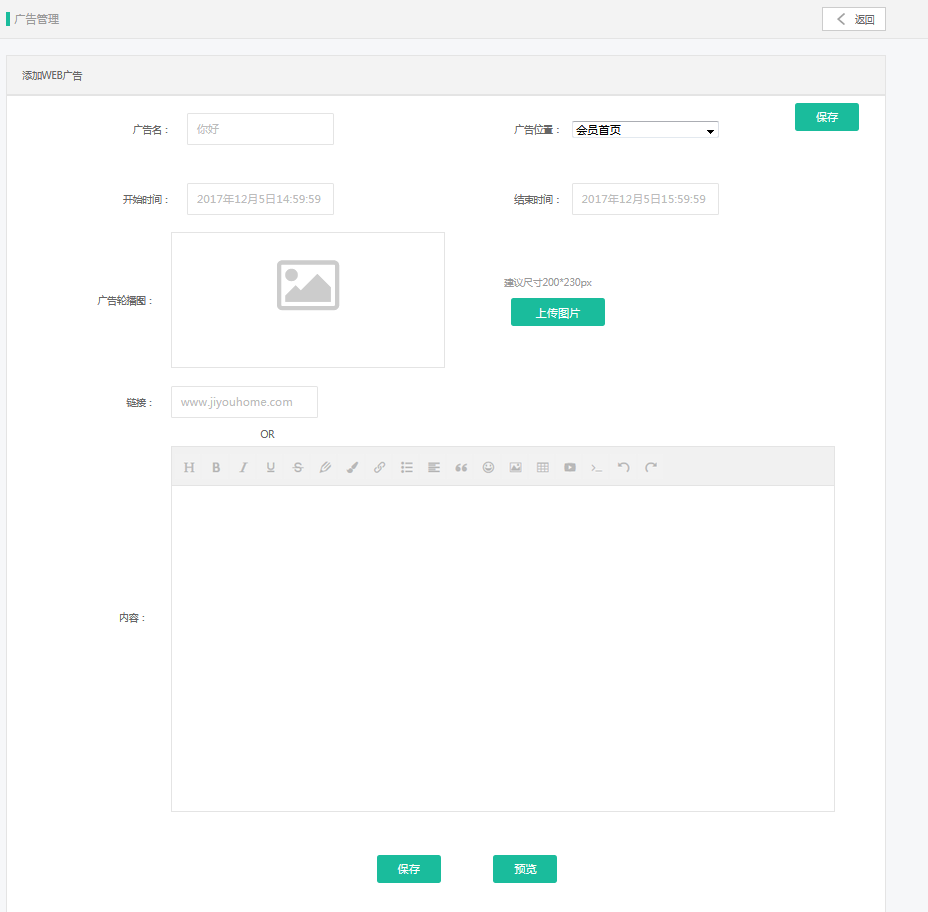 广告管理
返回
添加WEB广告
广告名：
你好
广告位置：
会员首页
保存
开始时间：
2017年12月5日14:59:59
结束时间：
2017年12月5日15:59:59
广告轮播图：
建议尺寸200*230px
上传图片
链接：
www.jiyouhome.com
OR
H B I U S
内容：
保存
预览